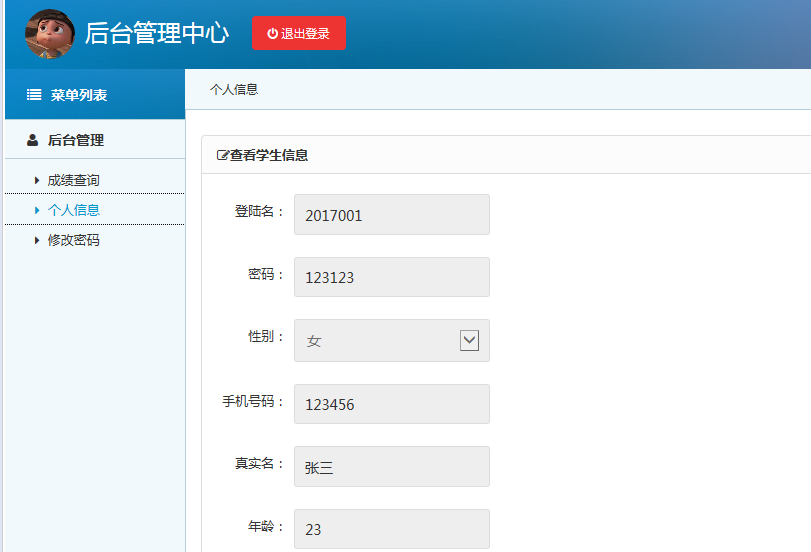 后台管理中心
退出登录
菜单列表
后台管理
成绩查询
个人信息
修改密码
个人信息
查看学生信息
登陆名： 2017001
密码： 123123
性别： 女
手机号码： 123456
真实名： 张三
年龄： 23